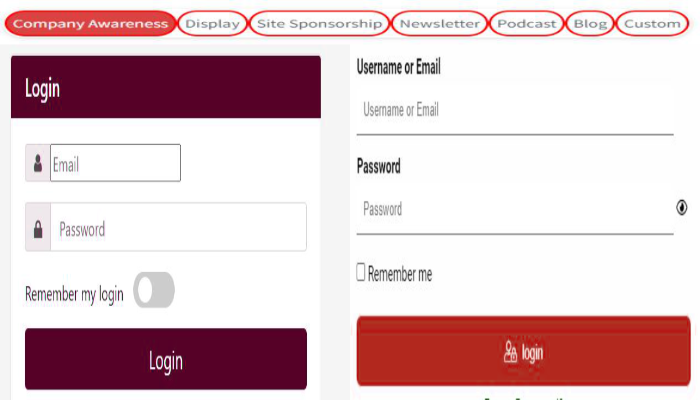 Company Awareness Display Site Sponsorship Newsletter Podcast Blog Custom
Login
Email
Password
Remember my login
Login
Username or Email
Username or Email
Password
Password
Remember me
login